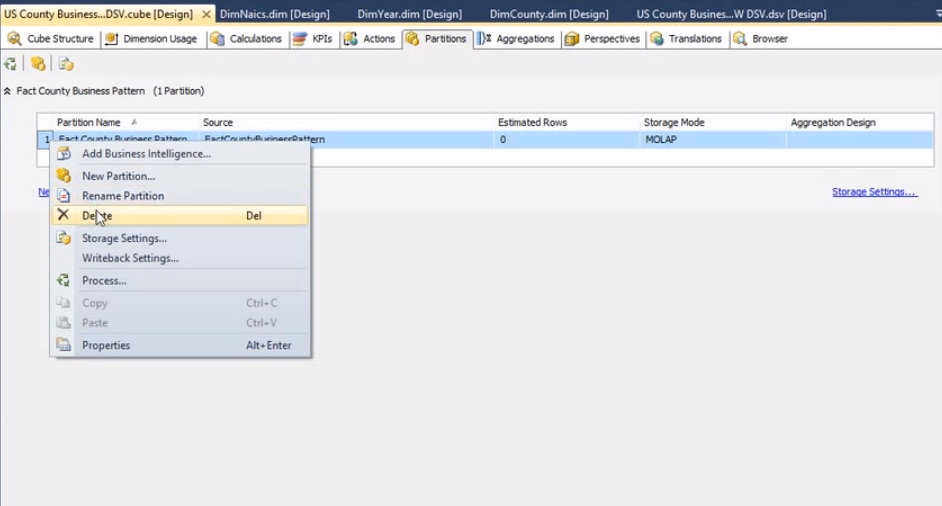 US County Business...DSV.cube [Design] DimNaics.dim [Design] DimYear.dim [Design] DimCounty.dim [Design] US County Busines...W DSV.dsv [Design]
Cube Structure Dimension Usage Calculations KPIs Actions Partitions Aggregations Perspectives Translations Browser
Fact County Business Pattern (1 Partition)
Partition Name Source Estimated Rows Storage Mode Aggregation Design
1 Fact County Business Pattern FactCountyBusinessPattern 0 MOLAP
Add Business Intelligence...
New Partition...
Ne Rename Partition Storage Settings...
Delete Del
Storage Settings...
Writeback Settings...
Process...
Copy Ctrl+C
Paste Ctrl+V
Properties Alt+Enter